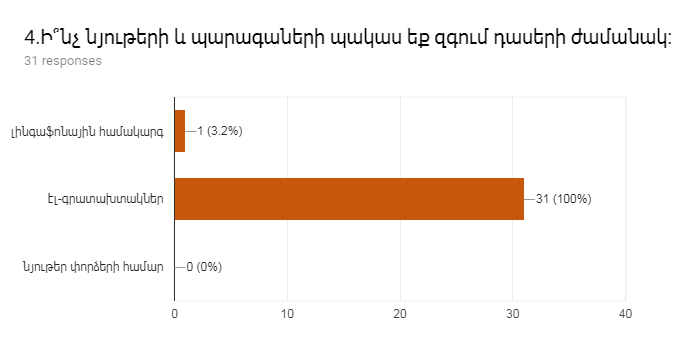 4.Ի՞նչ նյութերի և պարագաների պակաս եք զգում դասերի ժամանակ:
31 responses
լինգաֆոնային համակարգ
1 (3.2%)
էլ-գրատախտակներ
31 (100%)
նյութեր փորձերի համար
0 (0%)
0 10 20 30 40